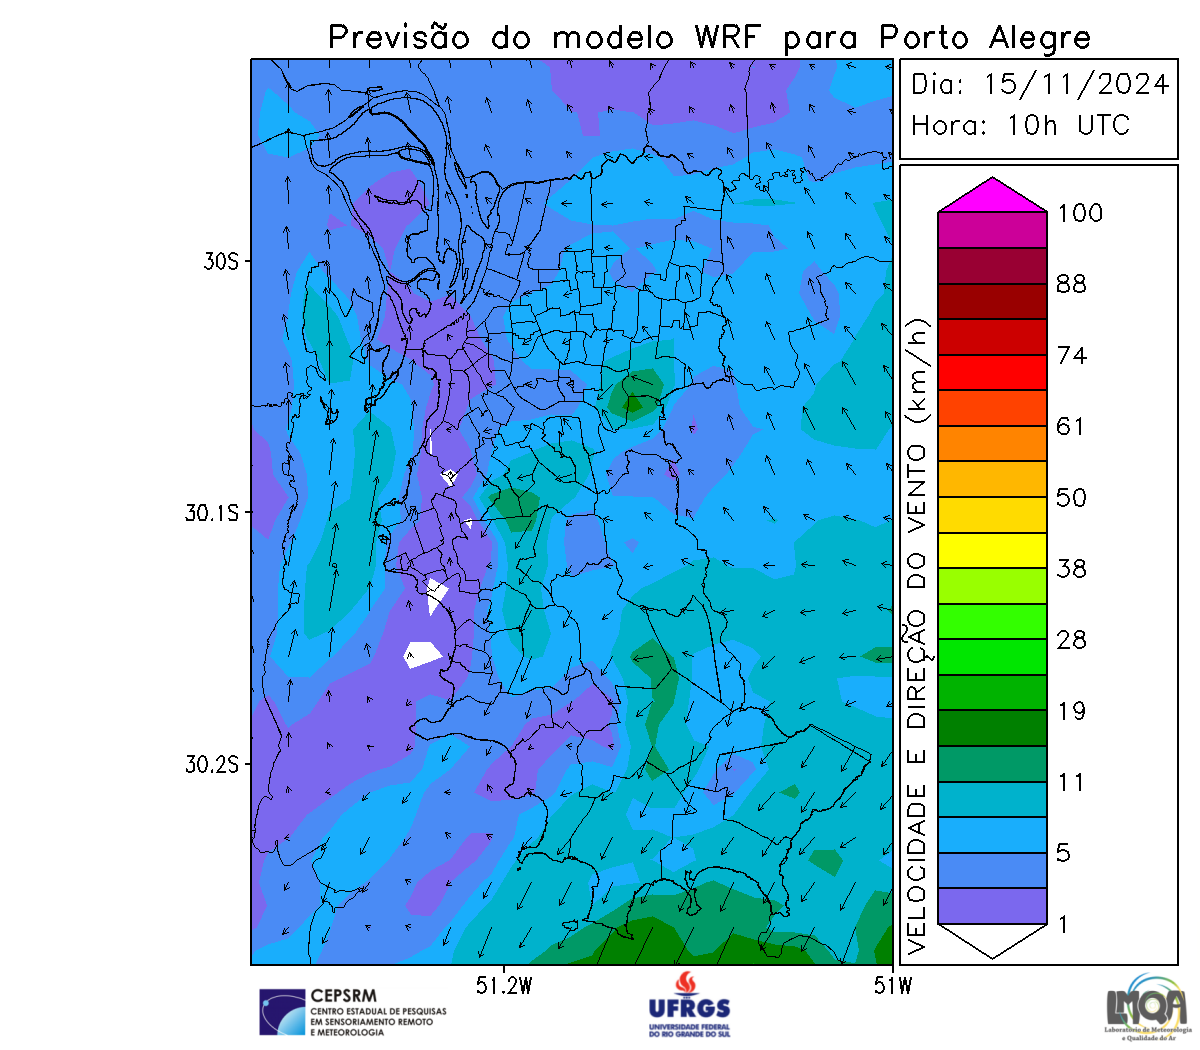 Previsão do modelo WRF para Porto Alegre
Dia: 15/11/2024
Hora: 10h UTC
30S
30.1S
30.2S
51.2W
51W
VELOCIDADE E DIREÇÃO DO VENTO (km/h)
100
88
74
61
50
38
28
19
11
5
1
CEPSRM
CENTRO ESTADUAL DE PESQUISAS
EM SENSORIAMENTO REMOTO
E METEOROLOGIA
UFRGS
UNIVERSIDADE FEDERAL
DO RIO GRANDE DO SUL
LMQA
Laboratório de Meteorologia
e Qualidade do Ar